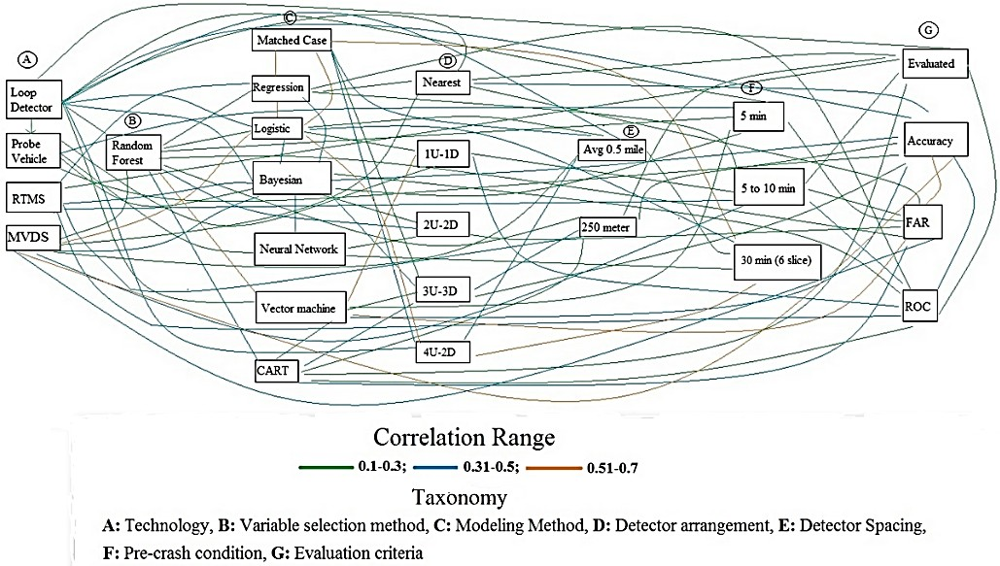 A
Loop
Detector
Probe
Vehicle
RTMS
MVDS
B
Random
Forest
C
Matched Case
Regression
Logistic
Bayesian
Neural Network
Vector machine
CART
D
Nearest
1U-1D
2U-2D
3U-3D
4U-2D
E
Avg 0.5 mile
250 meter
F
5 min
5 to 10 min
30 min (6 slice)
G
Evaluated
Accuracy
FAR
ROC
Correlation Range
0.1-0.3; 0.31-0.5; 0.51-0.7
Taxonomy
A: Technology, B: Variable selection method, C: Modeling Method, D: Detector arrangement, E: Detector Spacing,
F: Pre-crash condition, G: Evaluation criteria